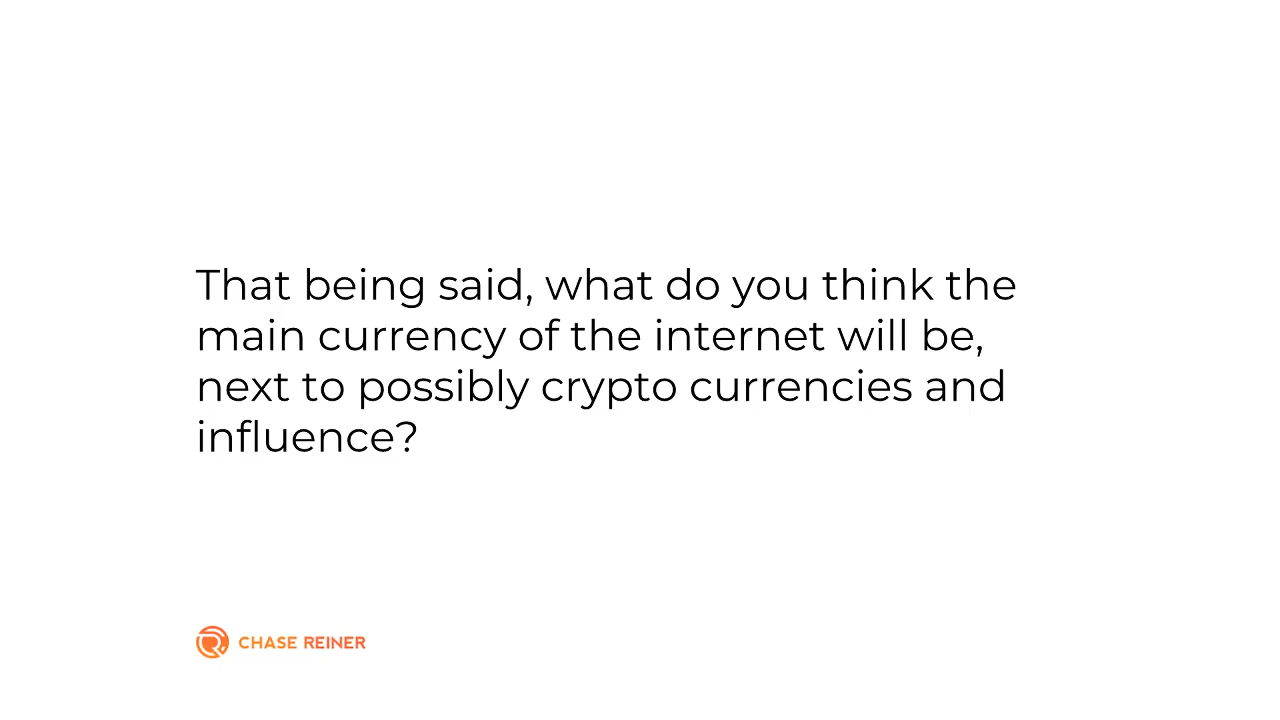 That being said, what do you think the
main currency of the internet will be,
next to possibly crypto currencies and
influence?
CHASE REINER